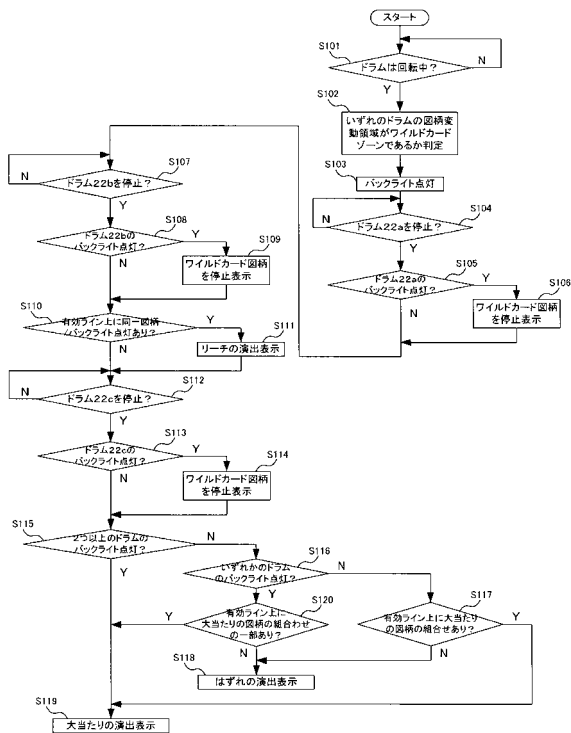 スタート
S101
ドラムは回転中？
N
Y
S102
いずれのドラムの図柄変
動領域がワイルドカード
ゾーンであるか判定
S103
バックライト点灯
S104
ドラム22aを停止？
N
Y
S105
ドラム22aの
バックライト点灯？
Y
N
S106
ワイルドカード図柄
を停止表示
S107
ドラム22bを停止？
N
Y
S108
ドラム22bの
バックライト点灯？
Y
N
S109
ワイルドカード図柄
を停止表示
S110
有効ライン上に同一図柄
/バックライト点灯あり？
Y
N
S111
リーチの演出表示
S112
ドラム22cを停止？
N
Y
S113
ドラム22cの
バックライト点灯？
Y
N
S114
ワイルドカード図柄
を停止表示
S115
2つ以上のドラムの
バックライト点灯？
N
Y
S116
いずれかのドラム
のバックライト点灯？
N
Y
S120
有効ライン上に
大当たりの図柄の組合わせ
の一部あり？
Y
N
S117
有効ライン上に大当たり
の図柄の組合せあり？
Y
N
S118
はずれの演出表示
S119
大当たりの演出表示